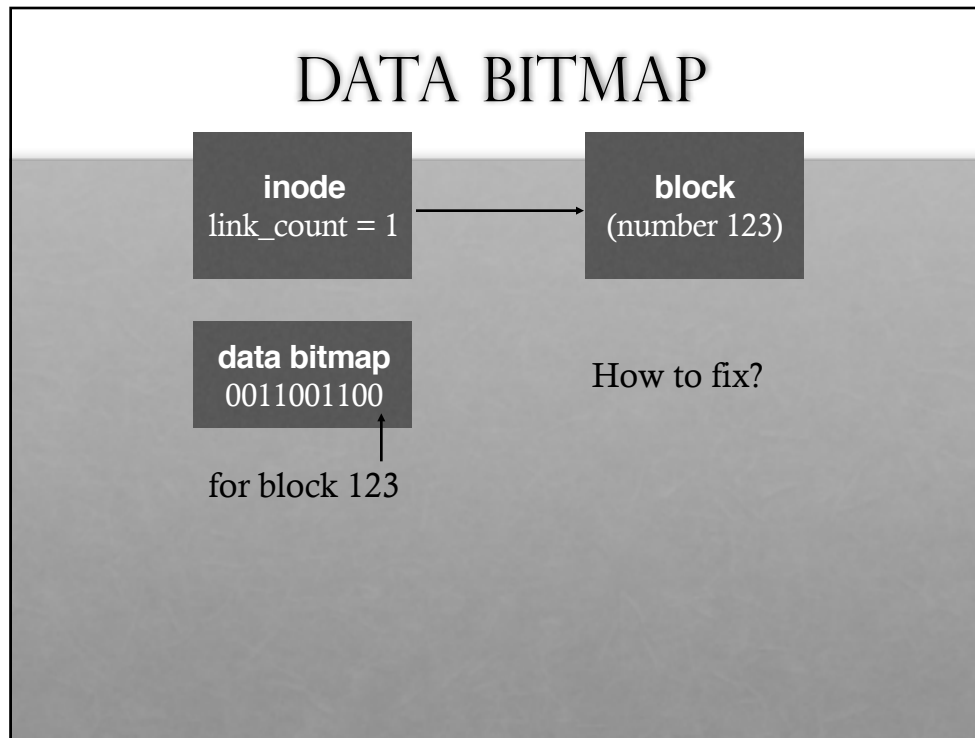 DATA BITMAP
inode
link_count = 1
block
(number 123)
data bitmap
0011001100
How to fix?
for block 123